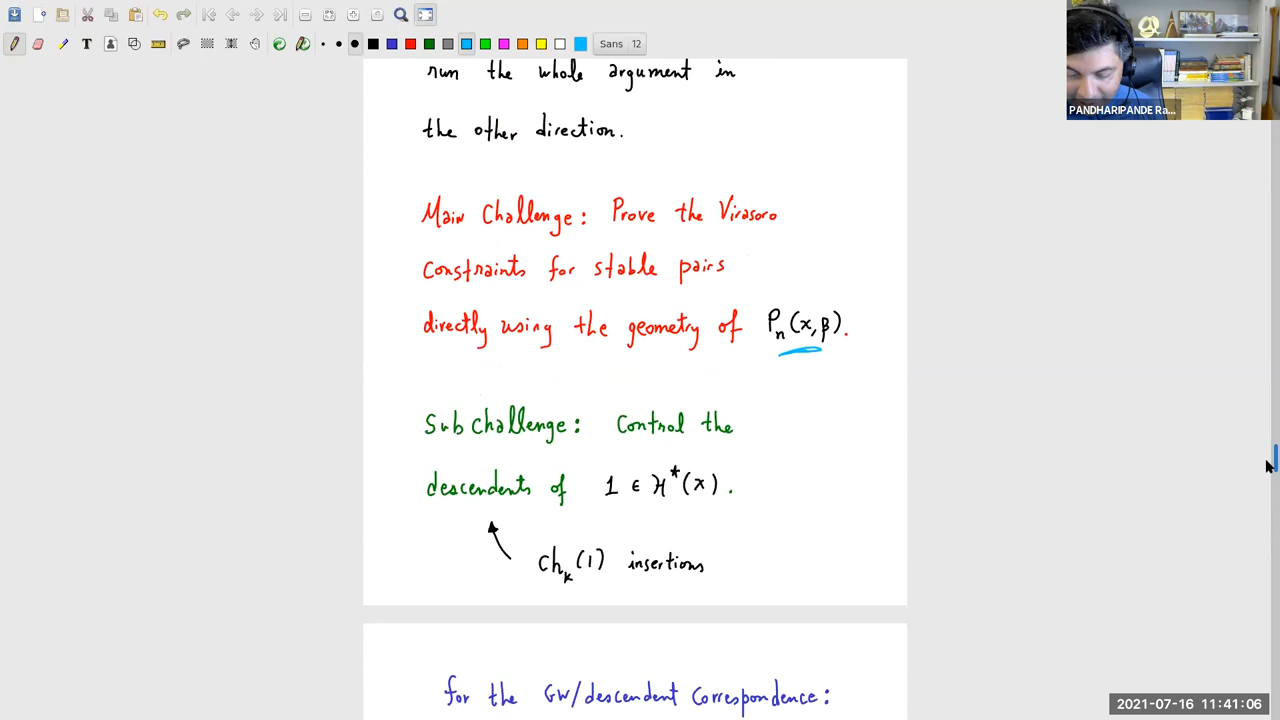 Sans 12
PANDHARIPANDE Ra...
run the whole argument in
the other direction.
Main Challenge: Prove the Virasoro
constraints for stable pairs
directly using the geometry of Pₙ(X, β).
Sub Challenge: Control the
descendents of 1 ∈ H*(X).
chₖ(1) insertions
for the GW/descendent correspondence:
2021-07-16 11:41:06